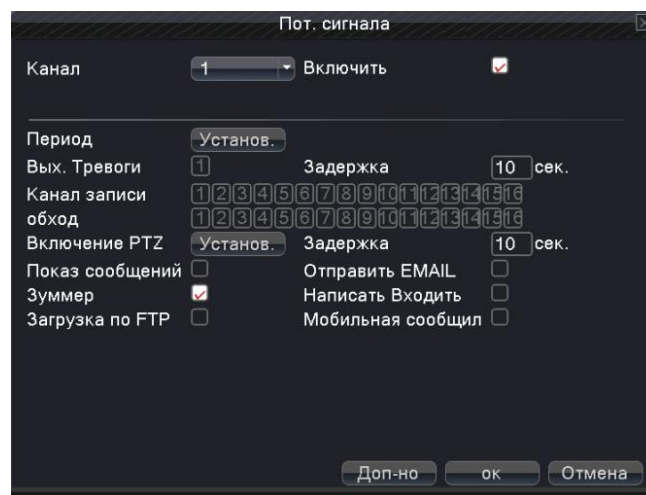 Пот. сигнала
Канал 1 Включить
Период Установ.
Вых. Тревоги 1 Задержка 10 сек.
Канал записи 1 2 3 4 5 6 7 8 9 10 11 12 13 14 15 16
обход 1 2 3 4 5 6 7 8 9 10 11 12 13 14 15 16
Включение PTZ Установ. Задержка 10 сек.
Показ сообщений Отправить EMAIL
Зуммер Написать Входить
Загрузка по FTP Мобильная сообщил
Доп-но ок Отмена